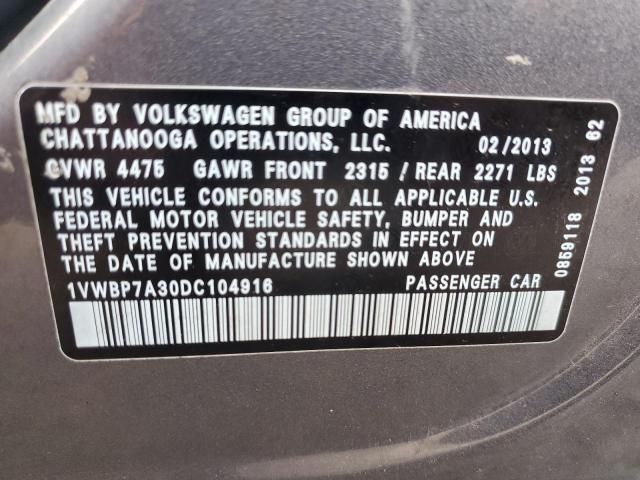 MFD BY VOLKSWAGEN GROUP OF AMERICA
CHATTANOOGA OPERATIONS, LLC. 02/2013
GVWR 4475 GAWR FRONT 2315 / REAR 2271 LBS
THIS VEHICLE CONFORMS TO ALL APPLICABLE U.S.
FEDERAL MOTOR VEHICLE SAFETY, BUMPER AND
THEFT PREVENTION STANDARDS IN EFFECT ON
THE DATE OF MANUFACTURE SHOWN ABOVE
1VWBP7A30DC104916 PASSENGER CAR
0859118 2013 62